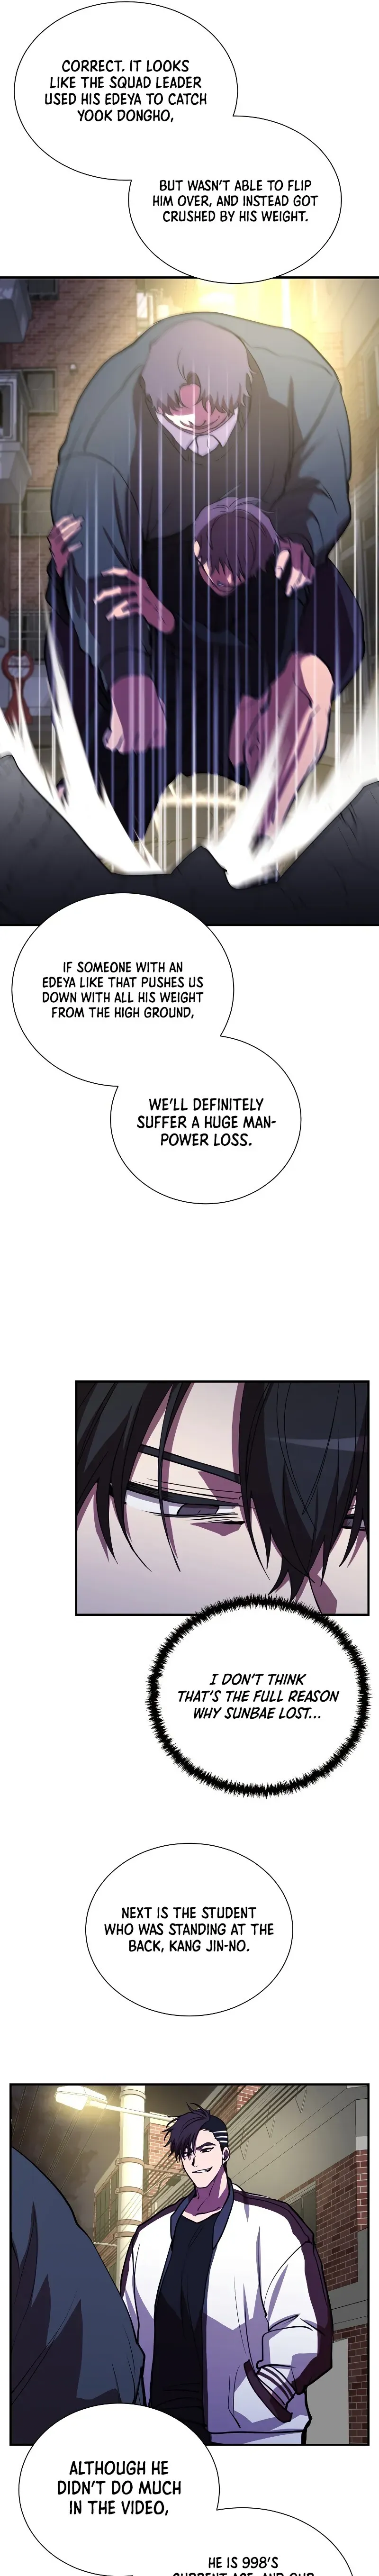 CORRECT. IT LOOKS
LIKE THE SQUAD LEADER
USED HIS EDEYA TO CATCH
YOOK DONGHO,
BUT WASN'T ABLE TO FLIP
HIM OVER, AND INSTEAD GOT
CRUSHED BY HIS WEIGHT.
IF SOMEONE WITH AN
EDEYA LIKE THAT PUSHES US
DOWN WITH ALL HIS WEIGHT
FROM THE HIGH GROUND,
WE'LL DEFINITELY
SUFFER A HUGE MAN-
POWER LOSS.
I DON'T THINK
THAT'S THE FULL REASON
WHY SUNBAE LOST...
NEXT IS THE STUDENT
WHO WAS STANDING AT THE
BACK, KANG JIN-NO.
ALTHOUGH HE
DIDN'T DO MUCH
IN THE VIDEO,
HE IS 998'S
CURRENT ACE, AND OUR